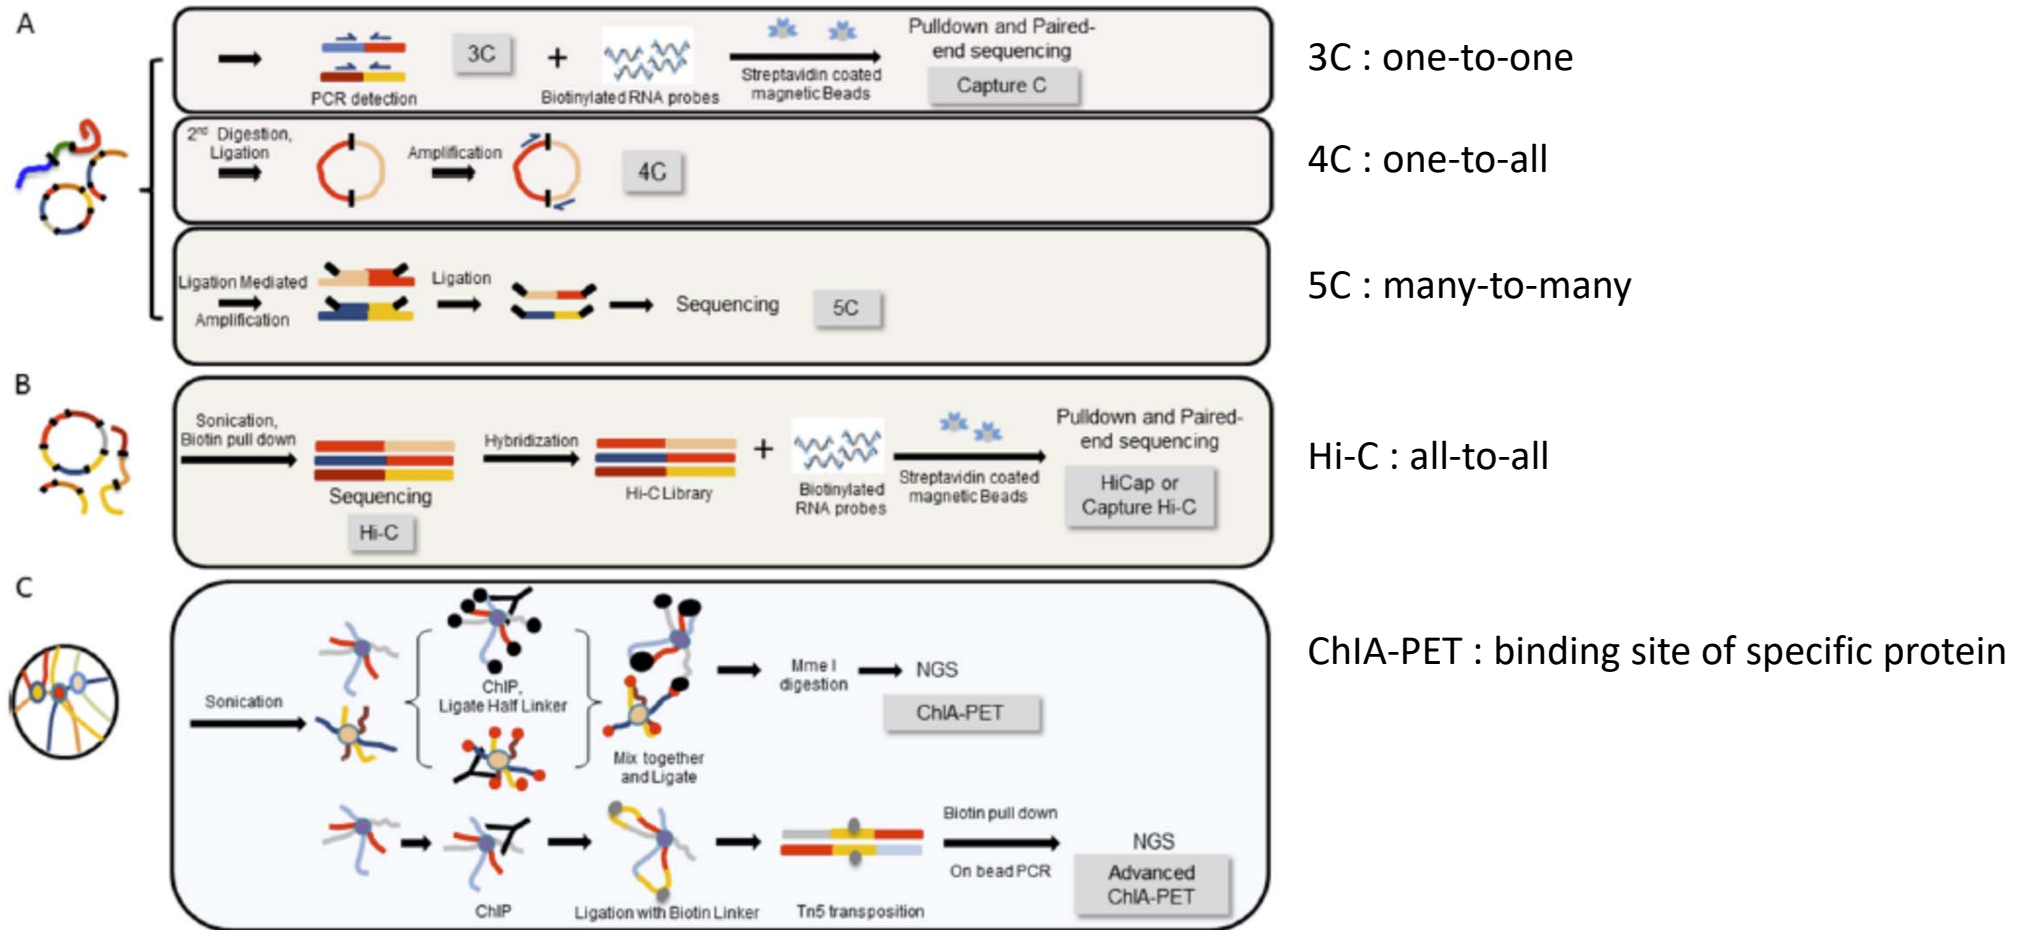 A
3C
PCR detection
+
Biotinylated RNA probes
Streptavidin coated
magnetic Beads
Pulldown and Paired-
end sequencing
Capture C
3C : one-to-one
2nd Digestion,
Ligation
Amplification
4C
4C : one-to-all
Ligation Mediated
Amplification
Ligation
Sequencing
5C
5C : many-to-many
B
Sonication,
Biotin pull down
Sequencing
Hi-C
Hybridization
Hi-C Library
+
Biotinylated
RNA probes
Streptavidin coated
magnetic Beads
Pulldown and Paired-
end sequencing
HiCap or
Capture Hi-C
Hi-C : all-to-all
C
Sonication
ChIP,
Ligate Half Linker
Mix together
and Ligate
Mme I
digestion
NGS
ChIA-PET
ChIA-PET : binding site of specific protein
ChIP
Ligation with Biotin Linker
Tn5 transposition
Biotin pull down
On bead PCR
NGS
Advanced
ChIA-PET